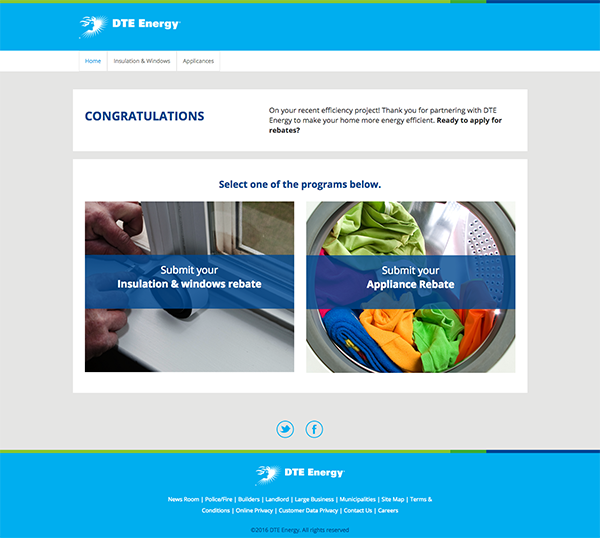 DTE Energy
Home
Insulation & Windows
Applicances
CONGRATULATIONS
On your recent efficiency project! Thank you for partnering with DTE
Energy to make your home more energy efficient. Ready to apply for
rebates?
Select one of the programs below.
Submit your
Insulation & windows rebate
Submit your
Appliance Rebate
DTE Energy
News Room | Police/Fire | Builders | Landlord | Large Business | Municipalities | Site Map | Terms &
Conditions | Online Privacy | Customer Data Privacy | Contact Us | Careers
©2016 DTE Energy. All rights reserved